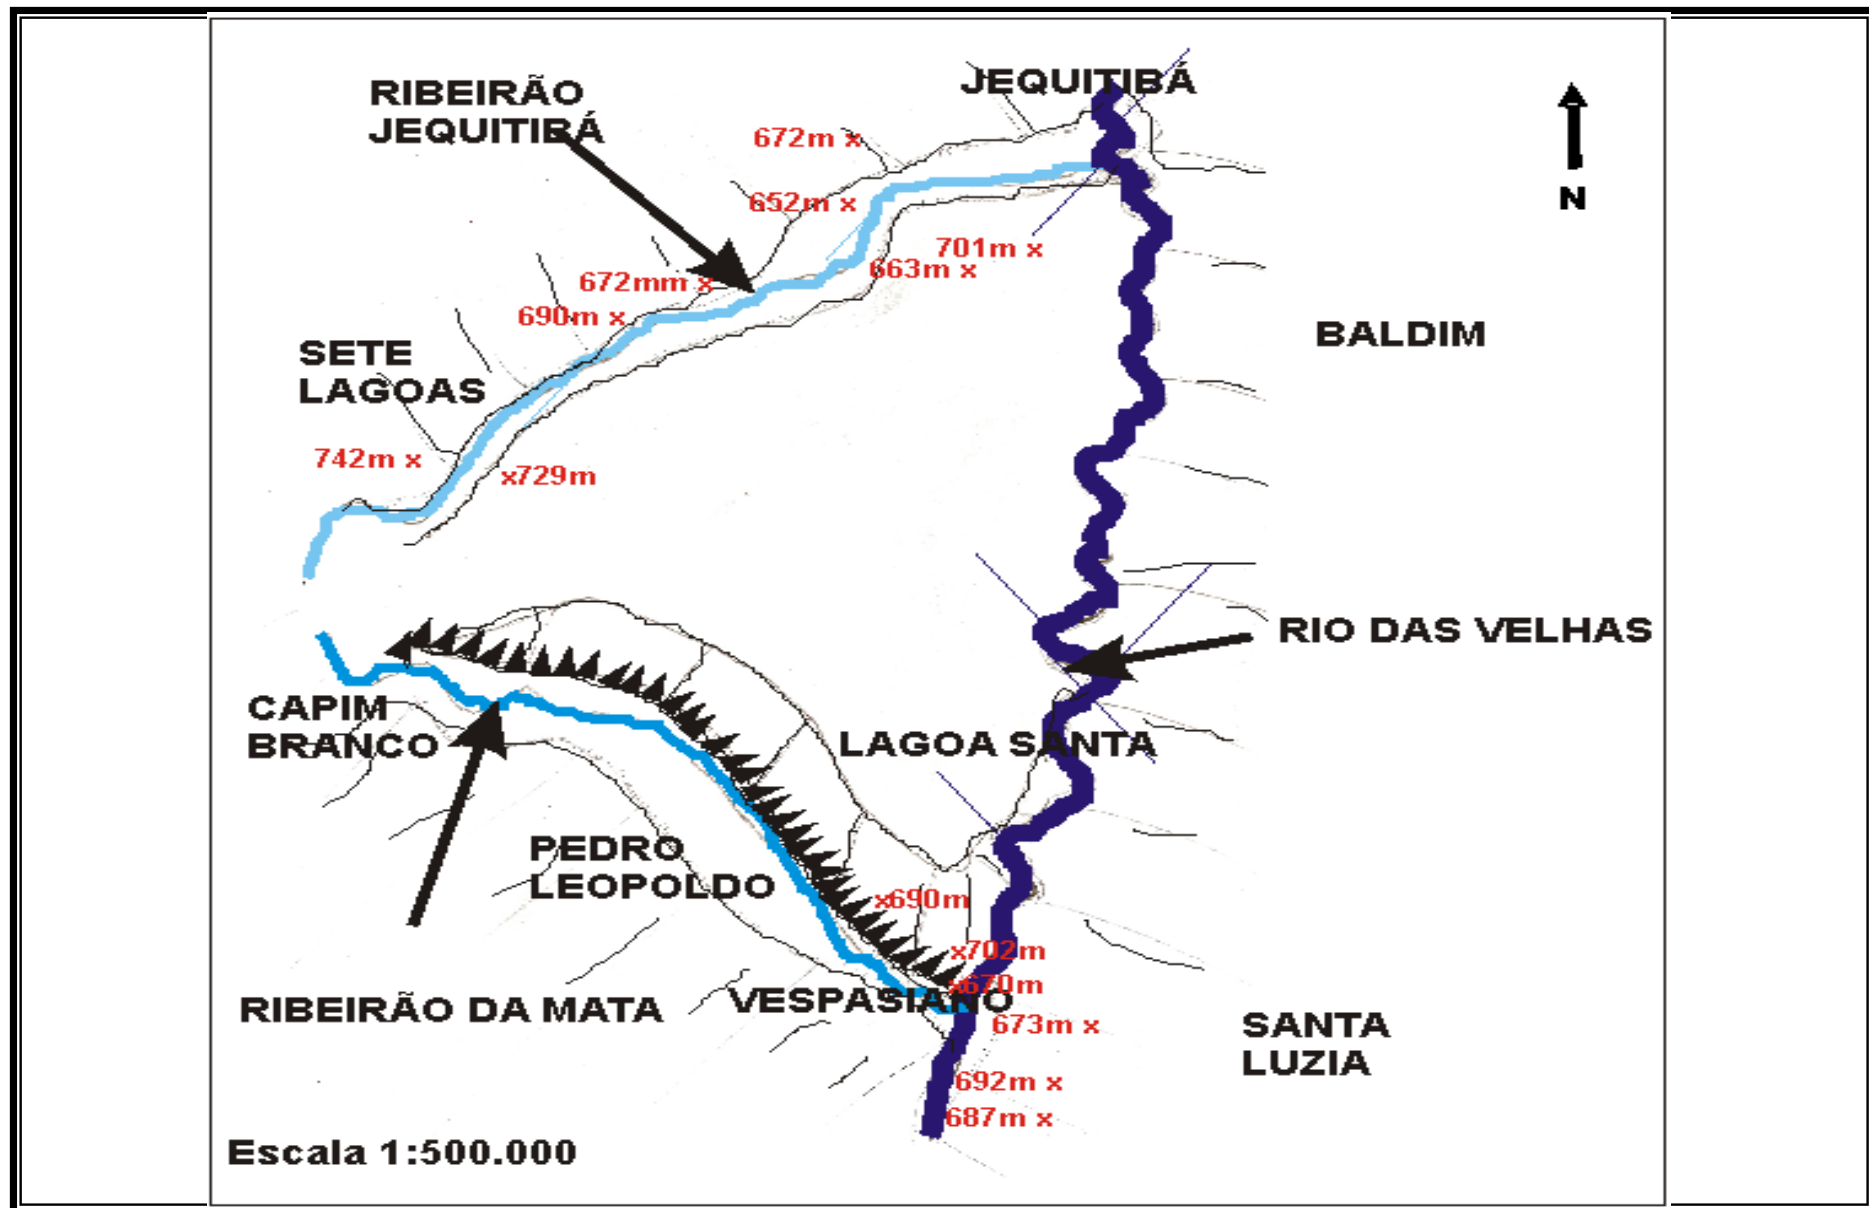 JEQUITIBÁ
RIBEIRÃO
JEQUITIBÁ
672m x
N
652m x
701m x
663m x
672mm x
690m x
BALDIM
SETE
LAGOAS
742m x
x729m
RIO DAS VELHAS
CAPIM
BRANCO
LAGOA SANTA
PEDRO
LEOPOLDO
x690m
x702m
x670m
VESPASIANO
RIBEIRÃO DA MATA
673m x
SANTA
LUZIA
692m x
687m x
Escala 1:500.000